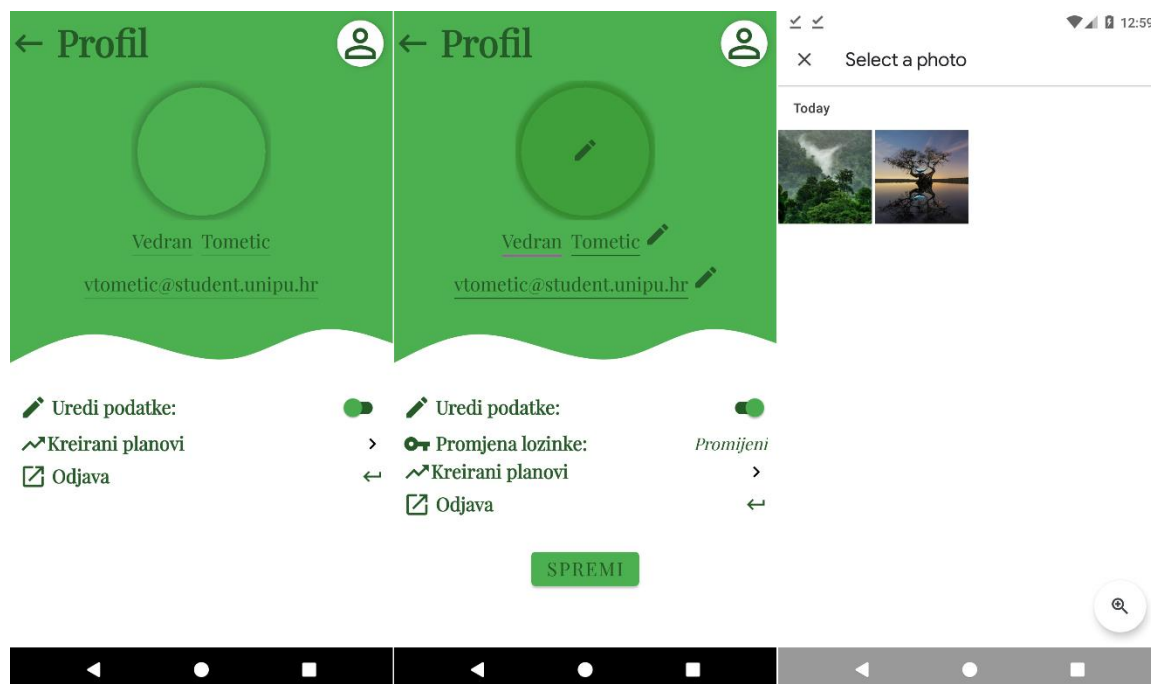 Profil
Vedran Tometic
vtometic@student.unipu.hr
Uredi podatke:
Kreirani planovi
Odjava
Profil
Vedran Tometic
vtometic@student.unipu.hr
Uredi podatke:
Promjena lozinke: Promijeni
Kreirani planovi
Odjava
SPREMI
12:59
Select a photo
Today